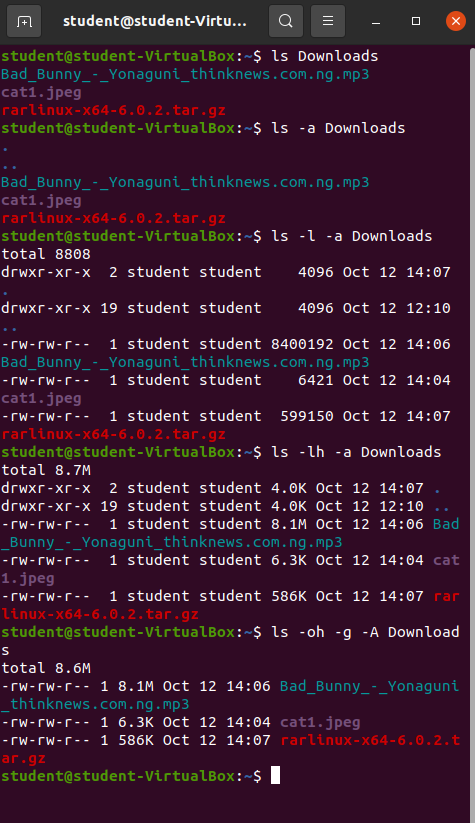 student@student-Virtu...
student@student-VirtualBox:~$ ls Downloads
Bad_Bunny_-_Yonaguni_thinknews.com.ng.mp3
cat1.jpeg
rarlinux-x64-6.0.2.tar.gz
student@student-VirtualBox:~$ ls -a Downloads
.
..
Bad_Bunny_-_Yonaguni_thinknews.com.ng.mp3
cat1.jpeg
rarlinux-x64-6.0.2.tar.gz
student@student-VirtualBox:~$ ls -l -a Downloads
total 8808
drwxr-xr-x  2 student student    4096 Oct 12 14:07
.
drwxr-xr-x 19 student student    4096 Oct 12 12:10
..
-rw-rw-r--  1 student student 8400192 Oct 12 14:06
Bad_Bunny_-_Yonaguni_thinknews.com.ng.mp3
-rw-rw-r--  1 student student    6421 Oct 12 14:04
cat1.jpeg
-rw-rw-r--  1 student student  599150 Oct 12 14:07
rarlinux-x64-6.0.2.tar.gz
student@student-VirtualBox:~$ ls -lh -a Downloads
total 8.7M
drwxr-xr-x  2 student student 4.0K Oct 12 14:07 .
drwxr-xr-x 19 student student 4.0K Oct 12 12:10 ..
-rw-rw-r--  1 student student 8.1M Oct 12 14:06 Bad
_Bunny_-_Yonaguni_thinknews.com.ng.mp3
-rw-rw-r--  1 student student 6.3K Oct 12 14:04 cat
1.jpeg
-rw-rw-r--  1 student student 586K Oct 12 14:07 rar
linux-x64-6.0.2.tar.gz
student@student-VirtualBox:~$ ls -oh -g -A Download
s
total 8.6M
-rw-rw-r-- 1 8.1M Oct 12 14:06 Bad_Bunny_-_Yonaguni
_thinknews.com.ng.mp3
-rw-rw-r-- 1 6.3K Oct 12 14:04 cat1.jpeg
-rw-rw-r-- 1 586K Oct 12 14:07 rarlinux-x64-6.0.2.t
ar.gz
student@student-VirtualBox:~$